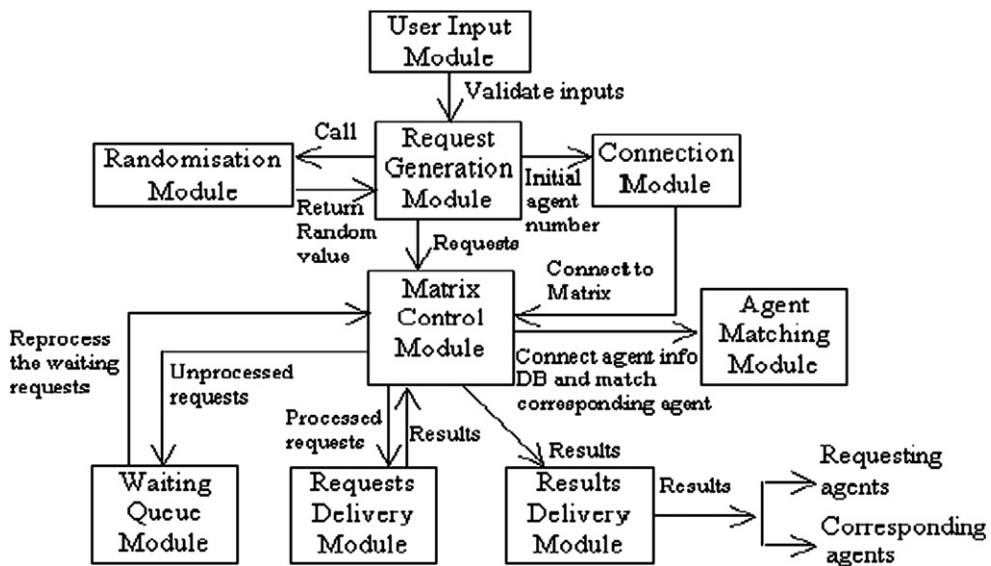 User Input
Module
Validate inputs
Call
Randomisation
Module
Request
Generation
Module
Connection
Module
Return
Random
value
Initial
agent
number
Requests
Connect to
Matrix
Matrix
Control
Module
Agent
Matching
Module
Reprocess
the waiting
requests
Unprocessed
requests
Connect agent info
DB and match
corresponding agent
Processed
requests
Results
Results
Waiting
Queue
Module
Requests
Delivery
Module
Results
Delivery
Module
Results
Requesting
agents
Corresponding
agents